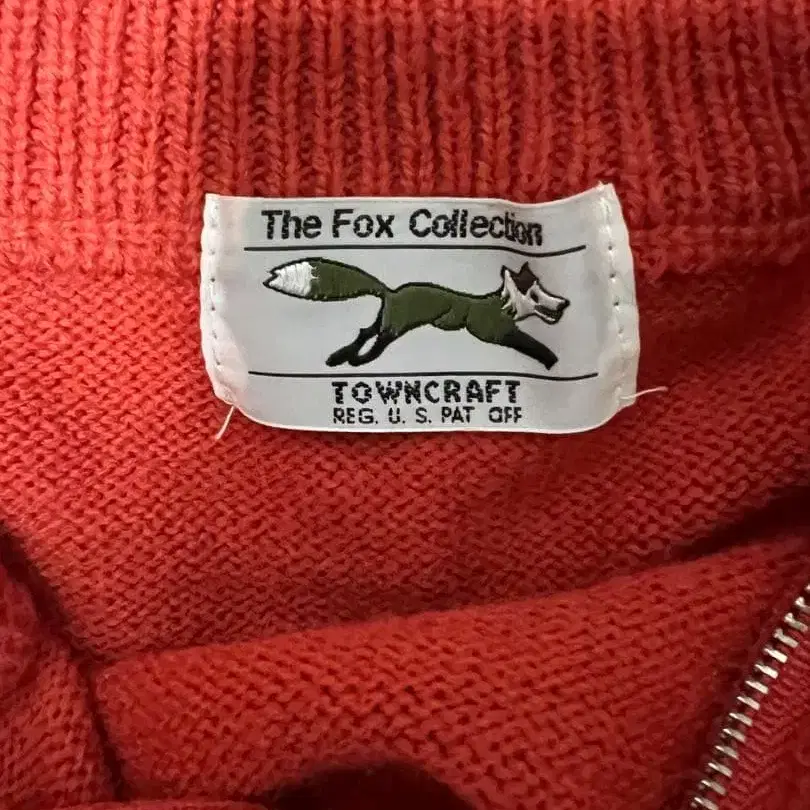 The Fox Collection
TOWNCRAFT
REG. U. S. PAT OFF